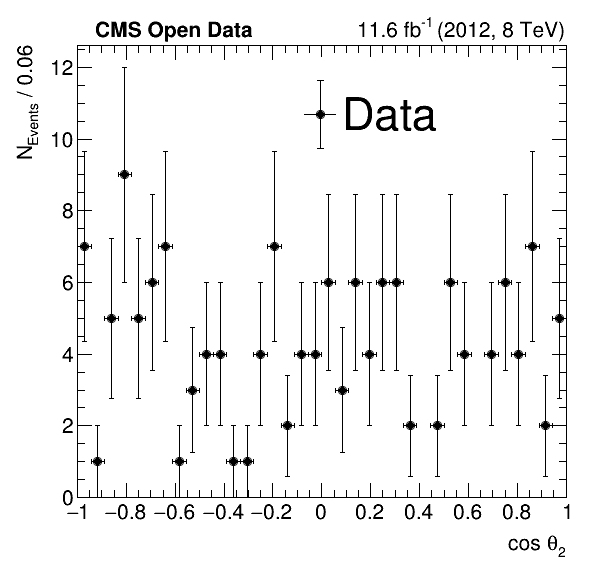 CMS Open Data 11.6 fb⁻¹ (2012, 8 TeV)
N_Events / 0.06
12
10
8
6
4
2
0
Data
−1 −0.8 −0.6 −0.4 −0.2 0 0.2 0.4 0.6 0.8 1
cos θ₂